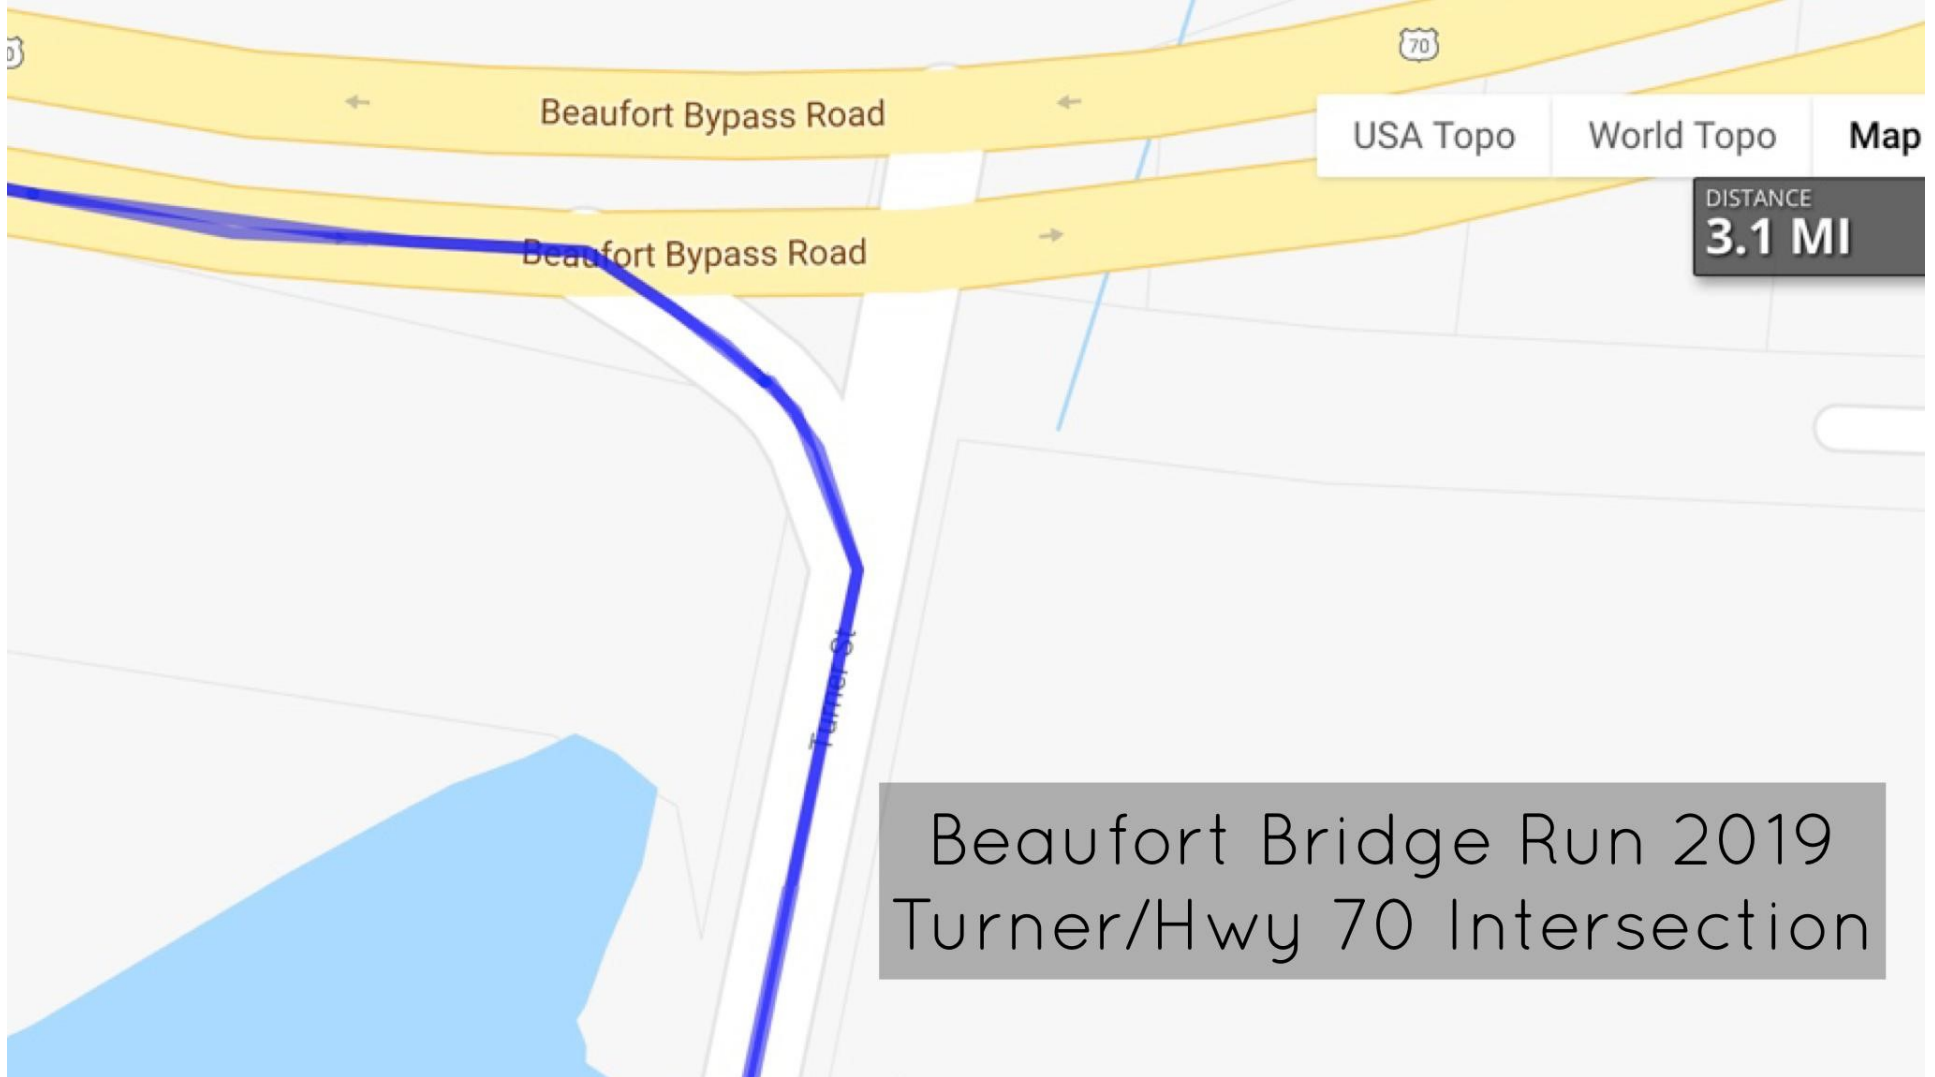 70
Beaufort Bypass Road
USA Topo World Topo Map
DISTANCE
3.1 MI
Beaufort Bypass Road
Turner St
Beaufort Bridge Run 2019
Turner/Hwy 70 Intersection